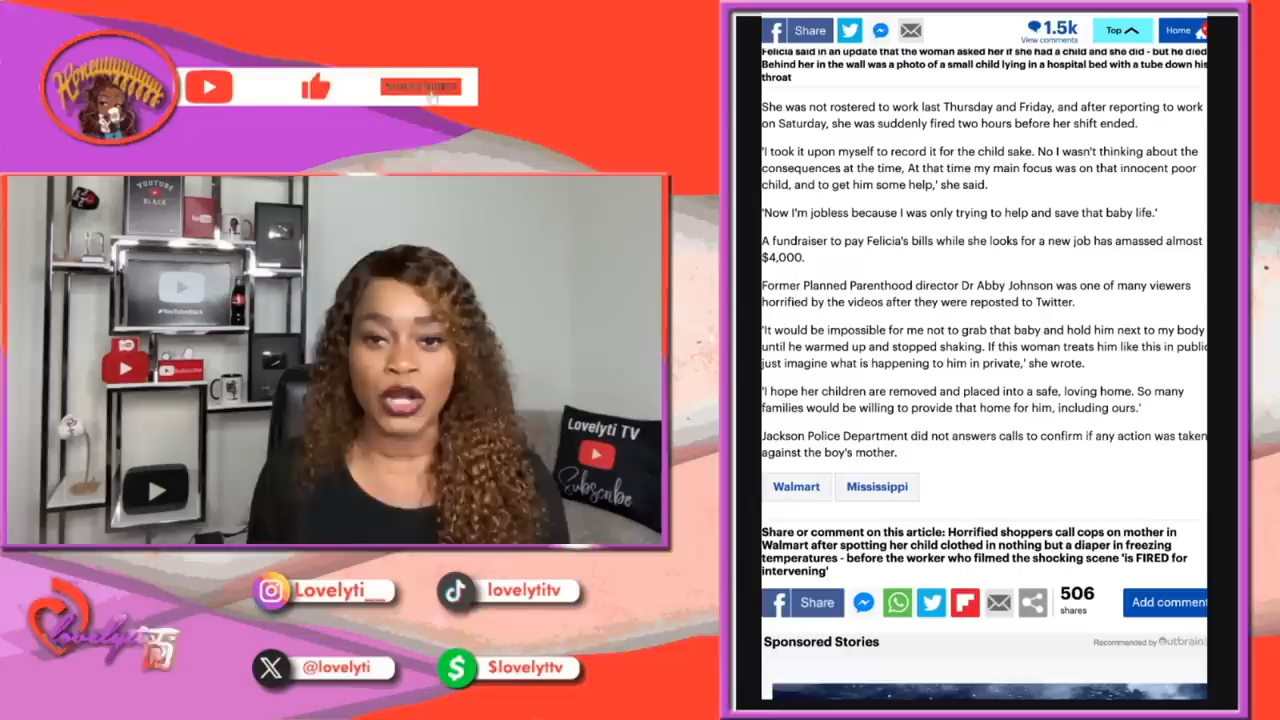 Honeyyyyyyy
YOUTUBE
BLACK
#YouTubeBlack
Lovelyti TV
Subscribe
Lovelyti TV
Lovelyti__
lovelytitv
@lovelyti
$lovelyttv
Share
1.5k
View comments
Top
Home
Felicia said in an update that the woman asked her if she had a child and she did - but he died
Behind her in the wall was a photo of a small child lying in a hospital bed with a tube down his
throat
She was not rostered to work last Thursday and Friday, and after reporting to work
on Saturday, she was suddenly fired two hours before her shift ended.
'I took it upon myself to record it for the child sake. No I wasn't thinking about the
consequences at the time, At that time my main focus was on that innocent poor
child, and to get him some help,' she said.
'Now I'm jobless because I was only trying to help and save that baby life.'
A fundraiser to pay Felicia's bills while she looks for a new job has amassed almost
$4,000.
Former Planned Parenthood director Dr Abby Johnson was one of many viewers
horrified by the videos after they were reposted to Twitter.
'It would be impossible for me not to grab that baby and hold him next to my body
until he warmed up and stopped shaking. If this woman treats him like this in public
just imagine what is happening to him in private,' she wrote.
'I hope her children are removed and placed into a safe, loving home. So many
families would be willing to provide that home for him, including ours.'
Jackson Police Department did not answers calls to confirm if any action was taken
against the boy's mother.
Walmart Mississippi
Share or comment on this article: Horrified shoppers call cops on mother in
Walmart after spotting her child clothed in nothing but a diaper in freezing
temperatures - before the worker who filmed the shocking scene 'is FIRED for
intervening'
Share
506
shares
Add comment
Sponsored Stories
Recommended by Outbrain